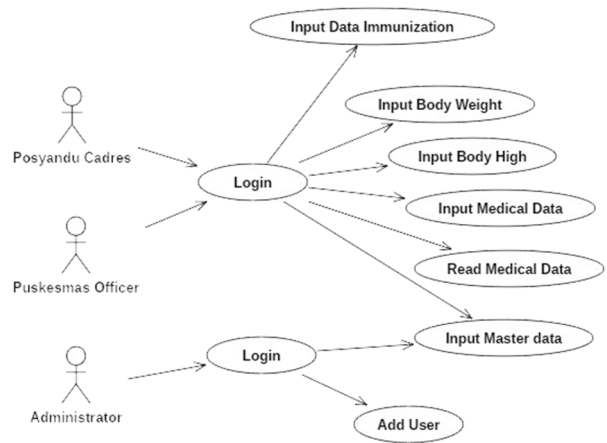 Input Data Immunization
Input Body Weight
Posyandu Cadres
Input Body High
Login
Input Medical Data
Puskesmas Officer
Read Medical Data
Input Master data
Login
Administrator
Add User